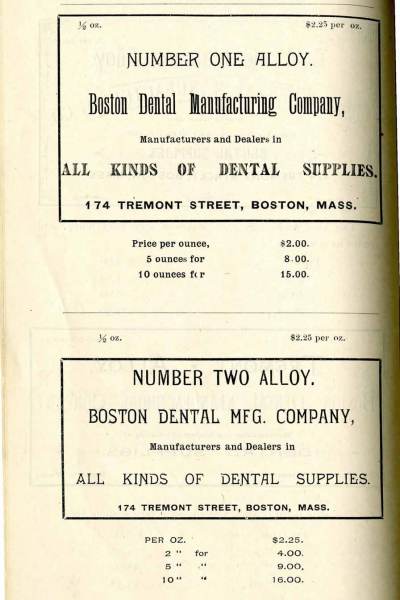 ½ oz. $2.25 per oz.
NUMBER ONE ALLOY.
Boston Dental Manufacturing Company,
Manufacturers and Dealers in
ALL KINDS OF DENTAL SUPPLIES.
174 TREMONT STREET, BOSTON, MASS.
Price per ounce, $2.00.
5 ounces for 8.00.
10 ounces for 15.00.
½ oz. $2.25 per oz.
NUMBER TWO ALLOY.
BOSTON DENTAL MFG. COMPANY,
Manufacturers and Dealers in
ALL KINDS OF DENTAL SUPPLIES.
174 TREMONT STREET, BOSTON, MASS.
PER OZ. $2.25.
2 " for 4.00.
5 " " 9.00,
10 " " 16.00.